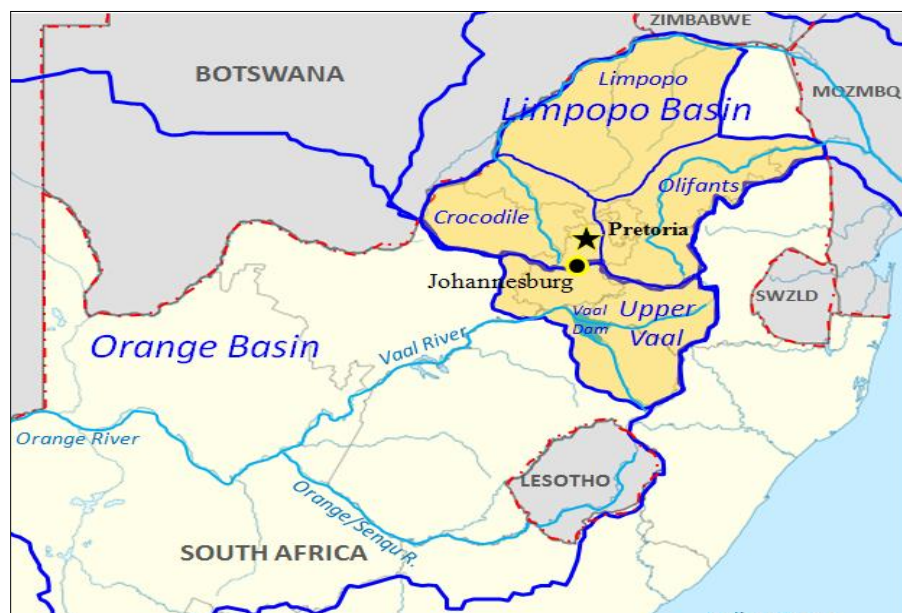 ZIMBABWE
BOTSWANA
Limpopo
Limpopo Basin
MOZMBQ
Olifants
Crocodile
Pretoria
Johannesburg
SWZLD
Vaal
Dam
Upper
Vaal
Orange Basin
Vaal River
Orange River
LESOTHO
Orange/Senqu R.
SOUTH AFRICA